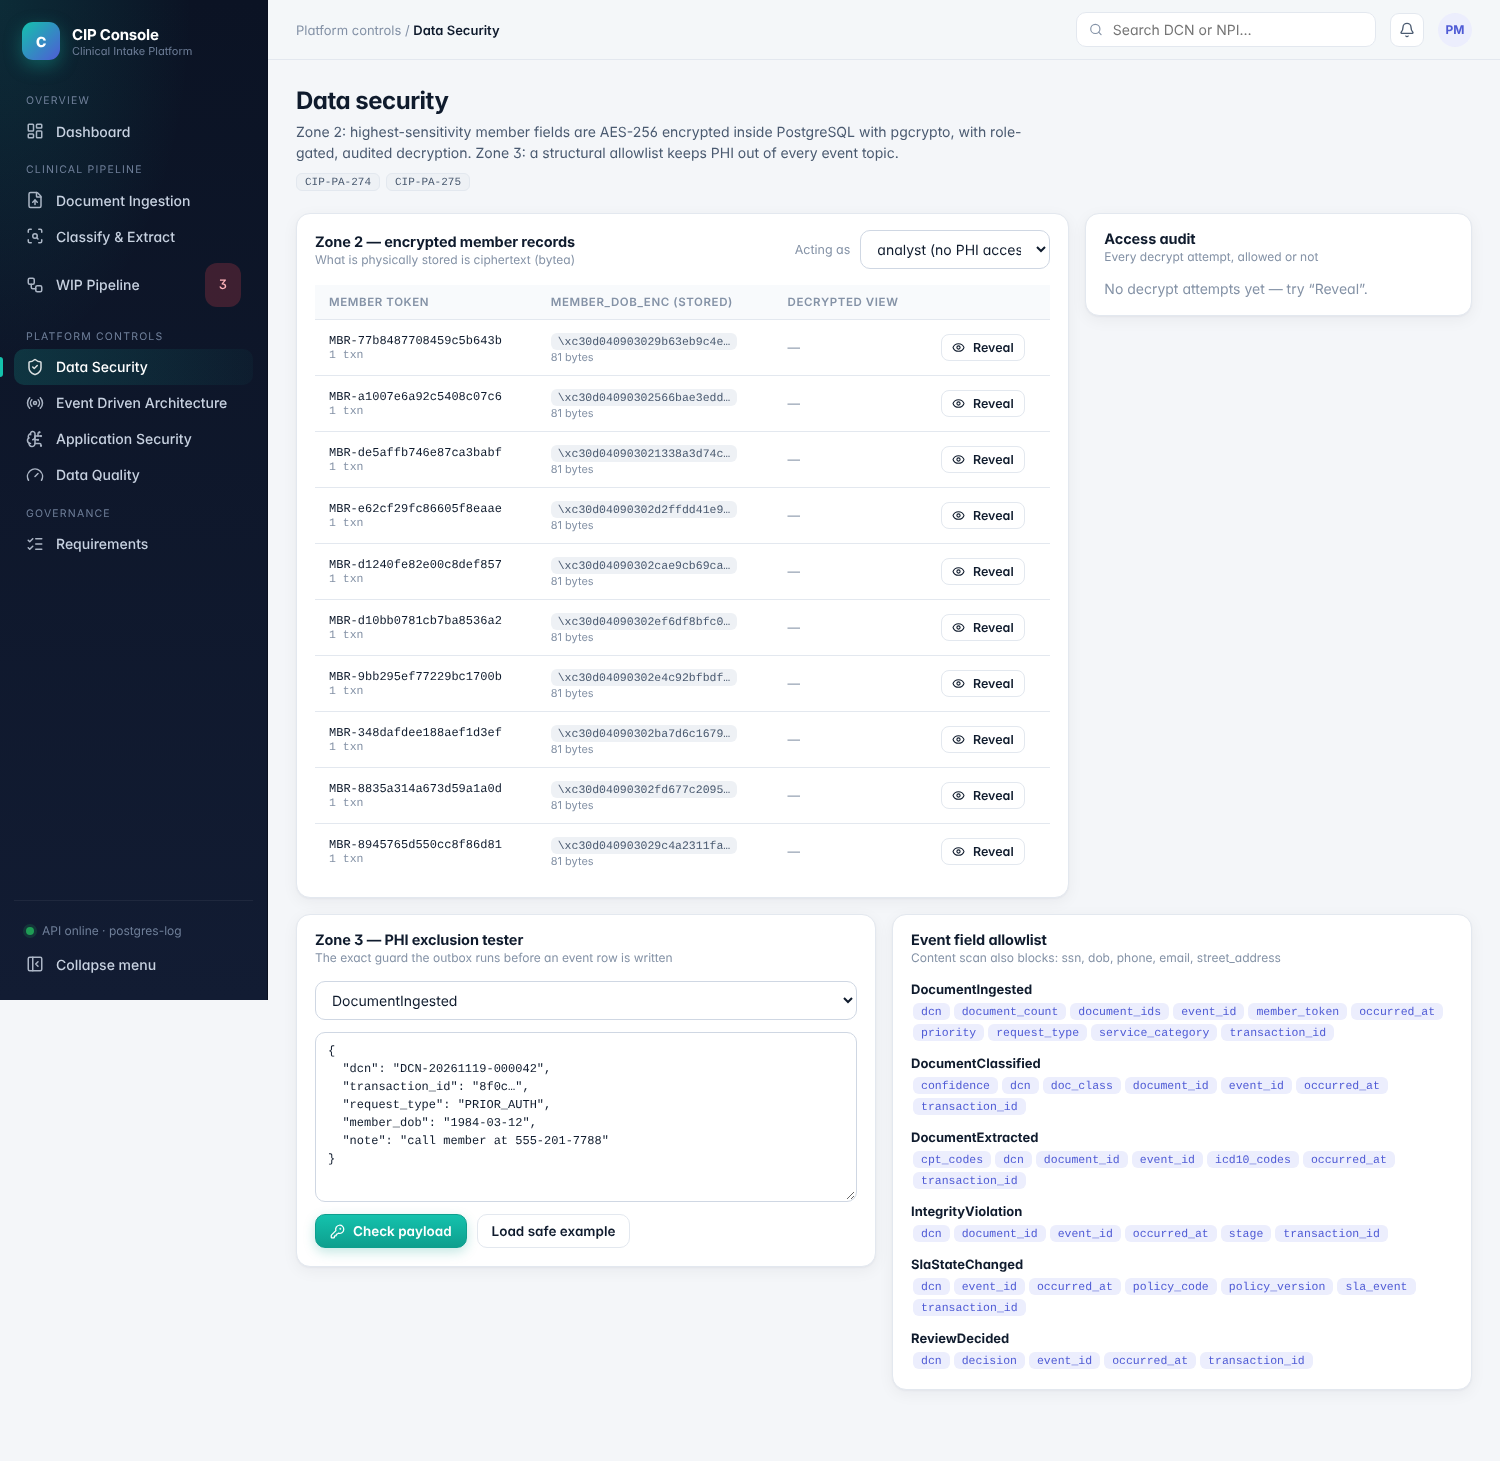 C
CIP Console
Clinical Intake Platform
OVERVIEW
Dashboard
CLINICAL PIPELINE
Document Ingestion
Classify & Extract
WIP Pipeline
3
PLATFORM CONTROLS
Data Security
Event Driven Architecture
Application Security
Data Quality
GOVERNANCE
Requirements
API online · postgres-log
Collapse menu
Platform controls / Data Security
Search DCN or NPI...
PM
Data security
Zone 2: highest-sensitivity member fields are AES-256 encrypted inside PostgreSQL with pgcrypto, with role-
gated, audited decryption. Zone 3: a structural allowlist keeps PHI out of every event topic.
CIP-PA-274 CIP-PA-275
Zone 2 — encrypted member records
What is physically stored is ciphertext (bytea)
Acting as
analyst (no PHI acces
MEMBER TOKEN MEMBER_DOB_ENC (STORED) DECRYPTED VIEW
MBR-77b8487708459c5b643b \xc30d040903029b63eb9c4e… — Reveal
1 txn 81 bytes
MBR-a1007e6a92c5408c07c6 \xc30d04090302566bae3edd… — Reveal
1 txn 81 bytes
MBR-de5affb746e87ca3babf \xc30d040903021338a3d74c… — Reveal
1 txn 81 bytes
MBR-e62cf29fc86605f8eaae \xc30d04090302d2ffdd41e9… — Reveal
1 txn 81 bytes
MBR-d1240fe82e00c8def857 \xc30d04090302cae9cb69ca… — Reveal
1 txn 81 bytes
MBR-d10bb0781cb7ba8536a2 \xc30d04090302ef6df8bfc0… — Reveal
1 txn 81 bytes
MBR-9bb295ef77229bc1700b \xc30d04090302e4c92bfbdf… — Reveal
1 txn 81 bytes
MBR-348dafdee188aef1d3ef \xc30d04090302ba7d6c1679… — Reveal
1 txn 81 bytes
MBR-8835a314a673d59a1a0d \xc30d04090302fd677c2095… — Reveal
1 txn 81 bytes
MBR-8945765d550cc8f86d81 \xc30d040903029c4a2311fa… — Reveal
1 txn 81 bytes
Access audit
Every decrypt attempt, allowed or not
No decrypt attempts yet — try “Reveal”.
Zone 3 — PHI exclusion tester
The exact guard the outbox runs before an event row is written
DocumentIngested
{
"dcn": "DCN-20261119-000042",
"transaction_id": "8f0c…",
"request_type": "PRIOR_AUTH",
"member_dob": "1984-03-12",
"note": "call member at 555-201-7788"
}
Check payload
Load safe example
Event field allowlist
Content scan also blocks: ssn, dob, phone, email, street_address
DocumentIngested
dcn document_count document_ids event_id member_token occurred_at
priority request_type service_category transaction_id
DocumentClassified
confidence dcn doc_class document_id event_id occurred_at
transaction_id
DocumentExtracted
cpt_codes dcn document_id event_id icd10_codes occurred_at
transaction_id
IntegrityViolation
dcn document_id event_id occurred_at stage transaction_id
SlaStateChanged
dcn event_id occurred_at policy_code policy_version sla_event
transaction_id
ReviewDecided
dcn decision event_id occurred_at transaction_id